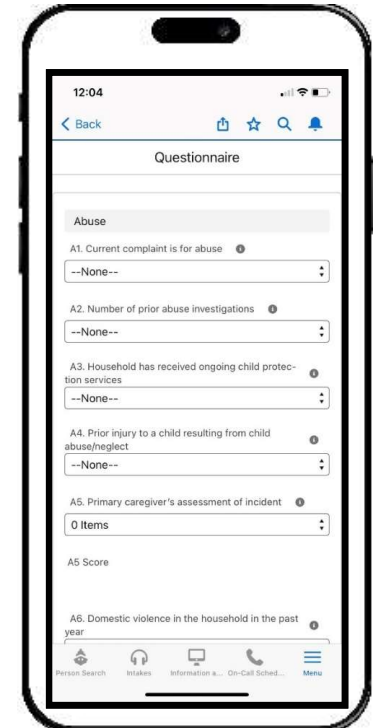 12:04
Back
Questionnaire
Abuse
A1. Current complaint is for abuse
--None--
A2. Number of prior abuse investigations
--None--
A3. Household has received ongoing child protec-
tion services
--None--
A4. Prior injury to a child resulting from child
abuse/neglect
--None--
A5. Primary caregiver's assessment of incident
0 Items
A5 Score
A6. Domestic violence in the household in the past
year
Person Search Intakes Information a... On-Call Sched... Menu